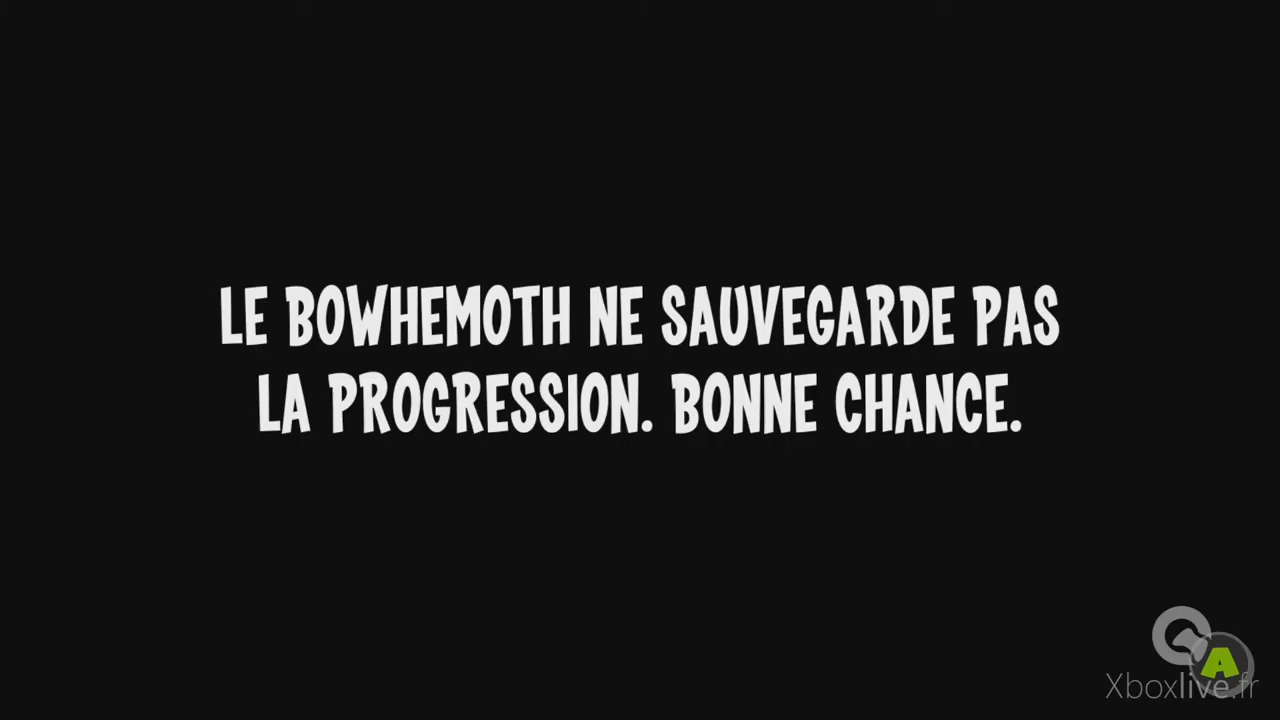 LE BOWHEMOTH NE SAUVEGARDE PAS
LA PROGRESSION. BONNE CHANCE.
A
Xboxlive.fr